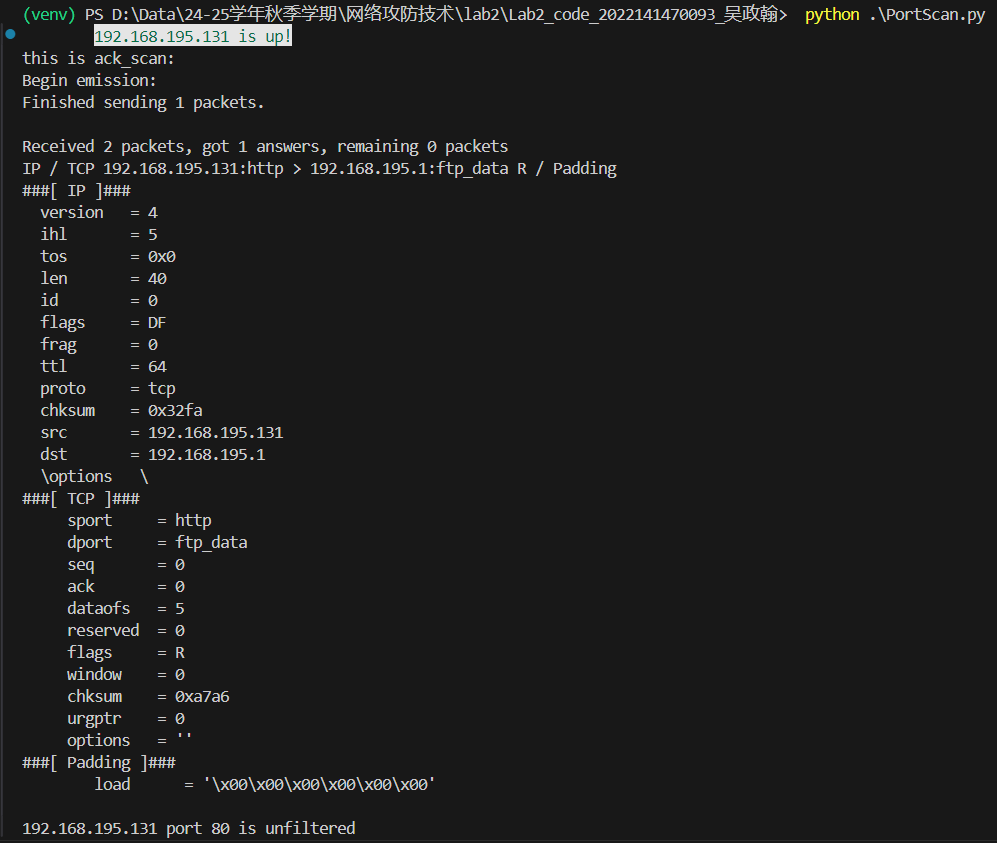 (venv) PS D:\Data\24-25学年秋季学期\网络攻防技术\lab2\Lab2_code_2022141470093_吴政翰> python .\PortScan.py
192.168.195.131 is up!
this is ack_scan:
Begin emission:
Finished sending 1 packets.

Received 2 packets, got 1 answers, remaining 0 packets
IP / TCP 192.168.195.131:http > 192.168.195.1:ftp_data R / Padding
###[ IP ]###
  version   = 4
  ihl       = 5
  tos       = 0x0
  len       = 40
  id        = 0
  flags     = DF
  frag      = 0
  ttl       = 64
  proto     = tcp
  chksum    = 0x32fa
  src       = 192.168.195.131
  dst       = 192.168.195.1
  \options   \
###[ TCP ]###
     sport     = http
     dport     = ftp_data
     seq       = 0
     ack       = 0
     dataofs   = 5
     reserved  = 0
     flags     = R
     window    = 0
     chksum    = 0xa7a6
     urgptr    = 0
     options   = ''
###[ Padding ]###
        load      = '\x00\x00\x00\x00\x00\x00'

192.168.195.131 port 80 is unfiltered